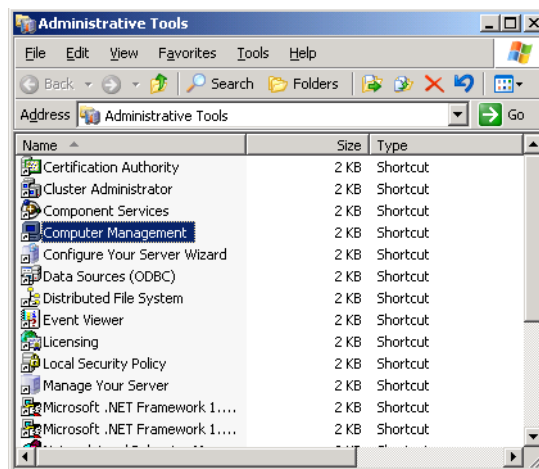 Administrative Tools
File Edit View Favorites Tools Help
Back Search Folders
Address Administrative Tools Go
Name Size Type
Certification Authority 2 KB Shortcut
Cluster Administrator 2 KB Shortcut
Component Services 2 KB Shortcut
Computer Management 2 KB Shortcut
Configure Your Server Wizard 2 KB Shortcut
Data Sources (ODBC) 2 KB Shortcut
Distributed File System 2 KB Shortcut
Event Viewer 2 KB Shortcut
Licensing 2 KB Shortcut
Local Security Policy 2 KB Shortcut
Manage Your Server 2 KB Shortcut
Microsoft .NET Framework 1.... 2 KB Shortcut
Microsoft .NET Framework 1.... 2 KB Shortcut